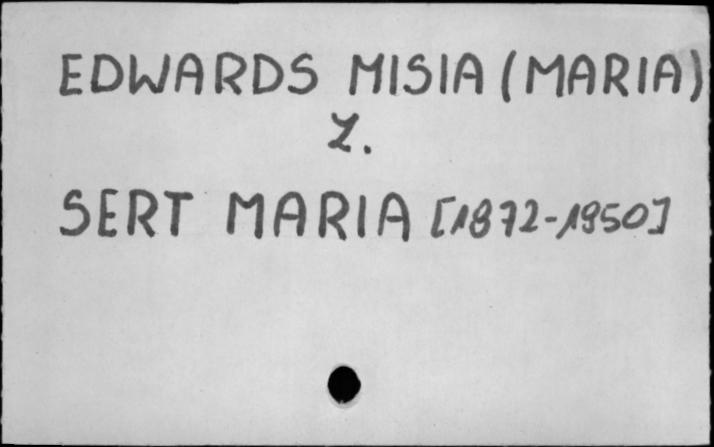 EDWARDS MISIA (MARIA)
Z.
SERT MARIA [1872-1950]